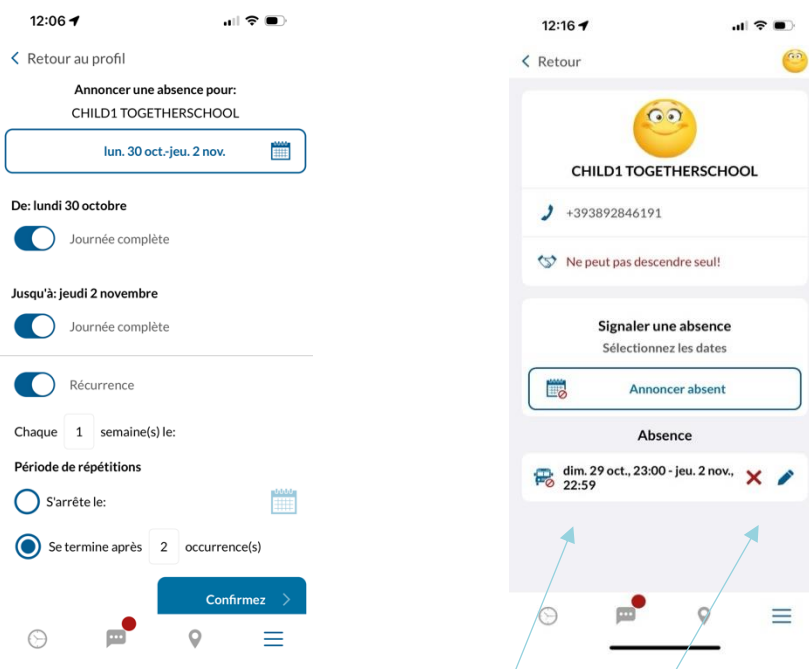 12:06
Retour au profil
Annoncer une absence pour:
CHILD1 TOGETHERSCHOOL
lun. 30 oct.-jeu. 2 nov.
De: lundi 30 octobre
Journée complète
Jusqu'à: jeudi 2 novembre
Journée complète
Récurrence
Chaque 1 semaine(s) le:
Période de répétitions
S'arrête le:
Se termine après 2 occurrence(s)
Confirmez
12:16
Retour
CHILD1 TOGETHERSCHOOL
+393892846191
Ne peut pas descendre seul!
Signaler une absence
Sélectionnez les dates
Annoncer absent
Absence
dim. 29 oct., 23:00 - jeu. 2 nov.,
22:59